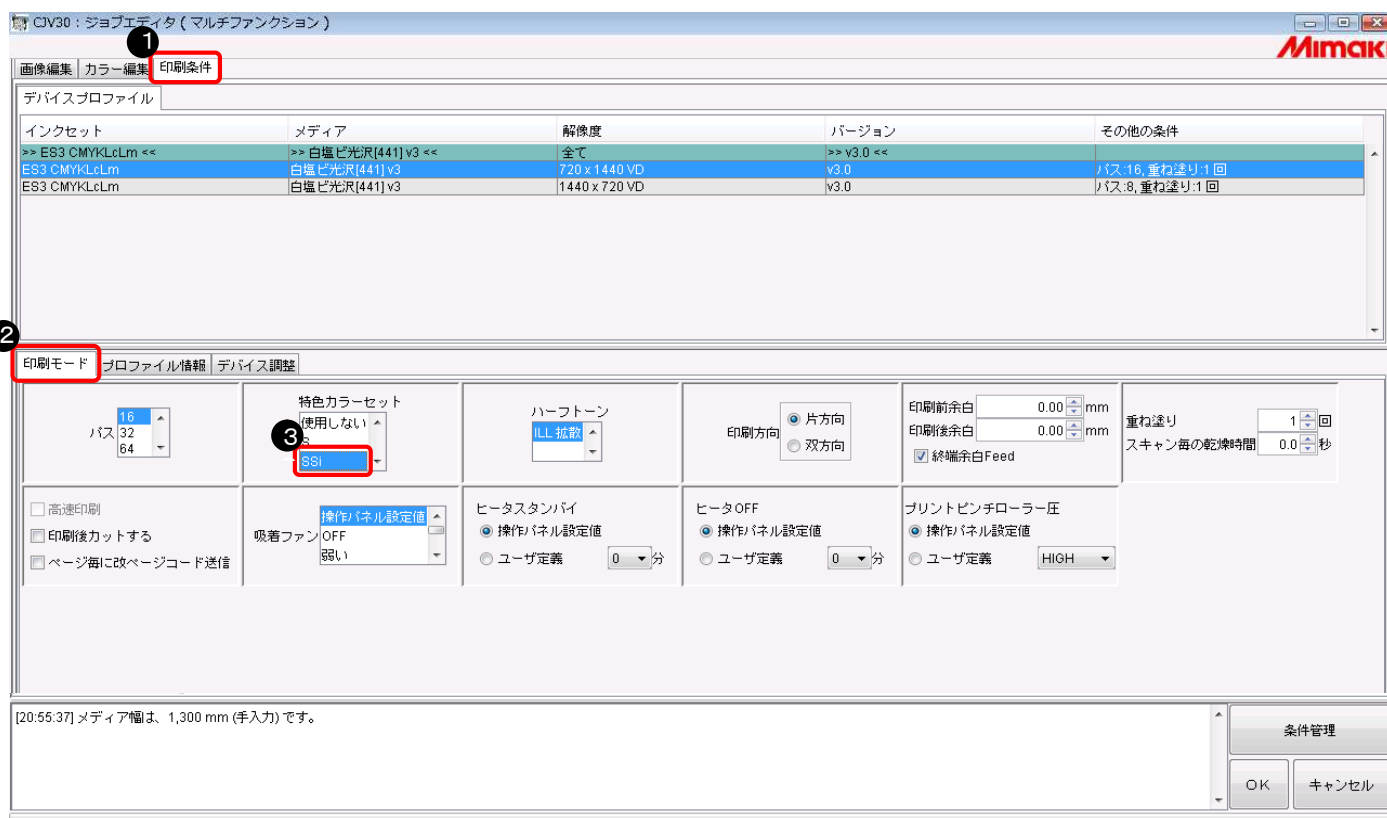 CJV30 : ジョブエディタ ( マルチファンクション )
1
Mimaki
画像編集 カラー編集 印刷条件
デバイスプロファイル
インクセット メディア 解像度 バージョン その他の条件
>> ES3 CMYKLcLm << >> 白塩ビ光沢[441] v3 << 全て >> v3.0 <<
ES3 CMYKLcLm 白塩ビ光沢[441] v3 720 x 1440 VD v3.0 パス:16, 重ね塗り:1 回
ES3 CMYKLcLm 白塩ビ光沢[441] v3 1440 x 720 VD v3.0 パス:8, 重ね塗り:1 回
2
印刷モード プロファイル情報 デバイス調整
パス
16
32
64
特色カラーセット
使用しない
3
SSi
ハーフトーン
ILL 拡散
印刷方向
片方向
双方向
印刷前余白 0.00 mm
印刷後余白 0.00 mm
終端余白Feed
重ね塗り 1 回
スキャン毎の乾燥時間 0.0 秒
高速印刷
印刷後カットする
ページ毎に改ページコード送信
吸着ファン
操作パネル設定値
OFF
弱い
ヒータスタンバイ
操作パネル設定値
ユーザ定義 0 分
ヒータOFF
操作パネル設定値
ユーザ定義 0 分
プリントピンチローラー圧
操作パネル設定値
ユーザ定義 HIGH
[20:55:37] メディア幅は、1,300 mm (手入力) です。
条件管理
OK キャンセル